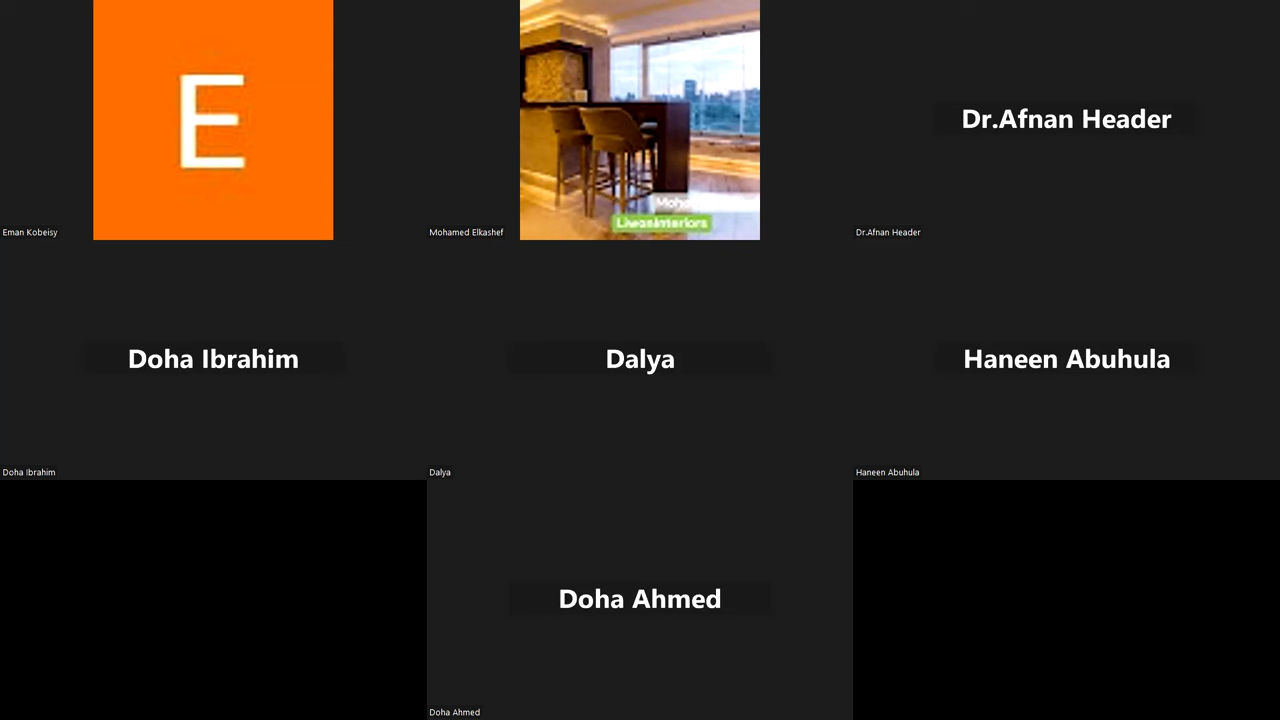 E
Eman Kobeisy
Liwaninteriors
Mohamed Elkashef
Dr.Afnan Header
Dr.Afnan Header
Doha Ibrahim
Doha Ibrahim
Dalya
Dalya
Haneen Abuhula
Haneen Abuhula
Doha Ahmed
Doha Ahmed